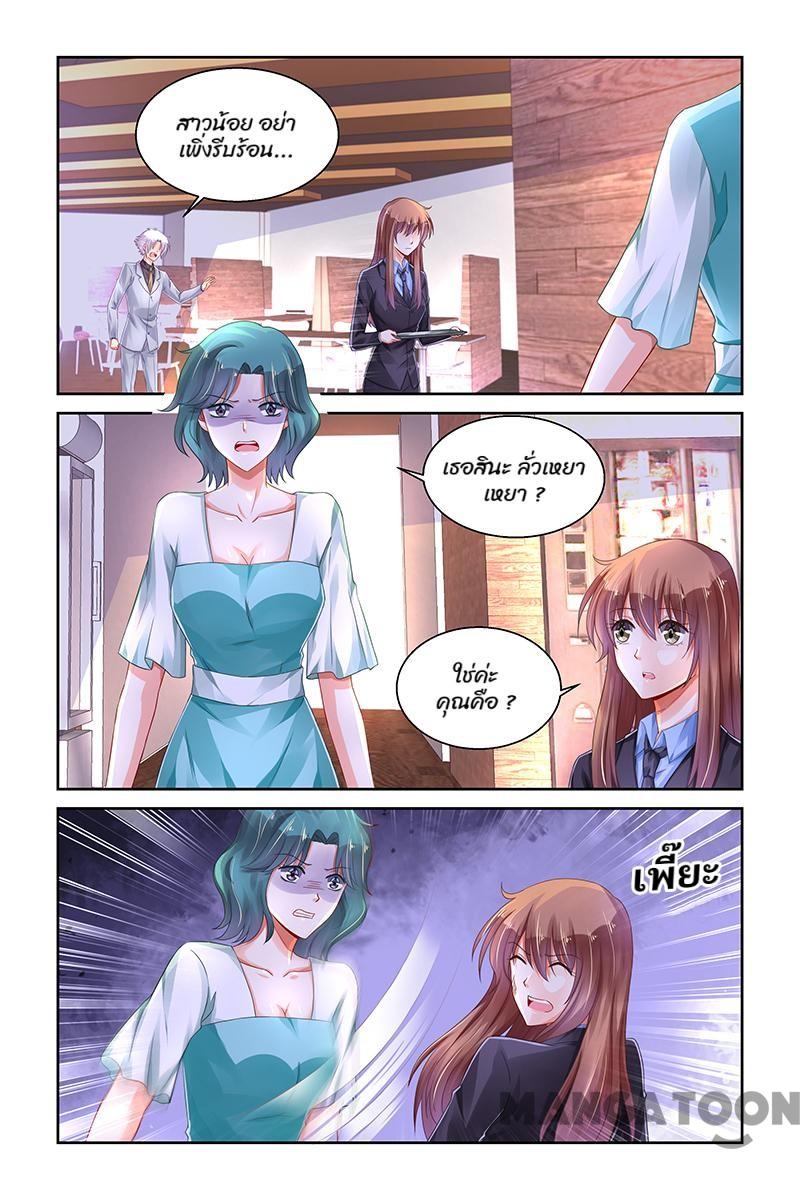 สาวน้อย อย่า
เพิ่งรีบร้อน...
เธอสินะ ลั่วเหยา
เหยา ?
ใช่ค่ะ
คุณคือ ?
เพี๊ยะ
MANGATOON